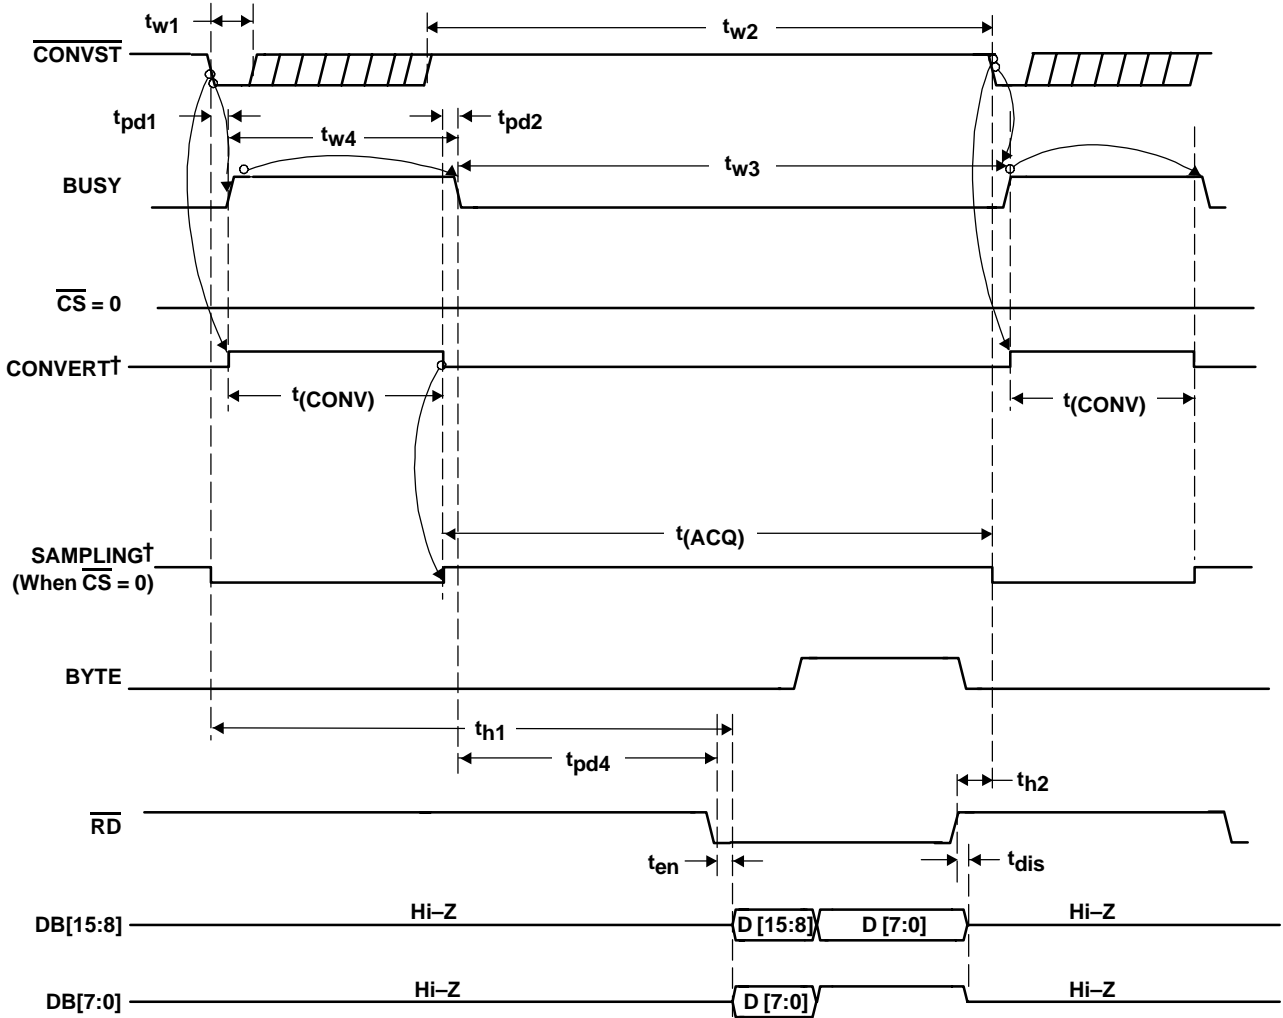 tw1
tw2
CONVST
tpd1
tw4
tpd2
tw3
BUSY
CS = 0
CONVERT†
t(CONV)
t(CONV)
t(ACQ)
SAMPLING†
(When CS = 0)
BYTE
th1
tpd4
th2
RD
ten
tdis
Hi–Z
Hi–Z
DB[15:8]
D [15:8]
D [7:0]
Hi–Z
Hi–Z
DB[7:0]
D [7:0]